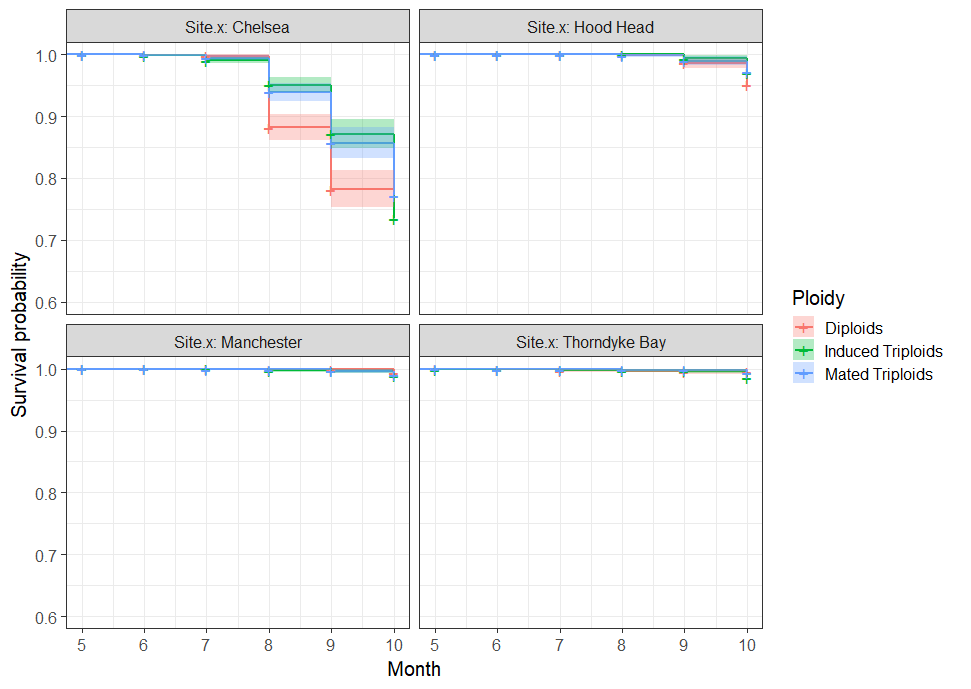 Site.x: Chelsea
Site.x: Hood Head
1.0
0.9
0.8
0.7
0.6
Site.x: Manchester
Site.x: Thorndyke Bay
1.0
0.9
0.8
0.7
0.6
5 6 7 8 9 10
5 6 7 8 9 10
Month
Survival probability
Ploidy
Diploids
Induced Triploids
Mated Triploids